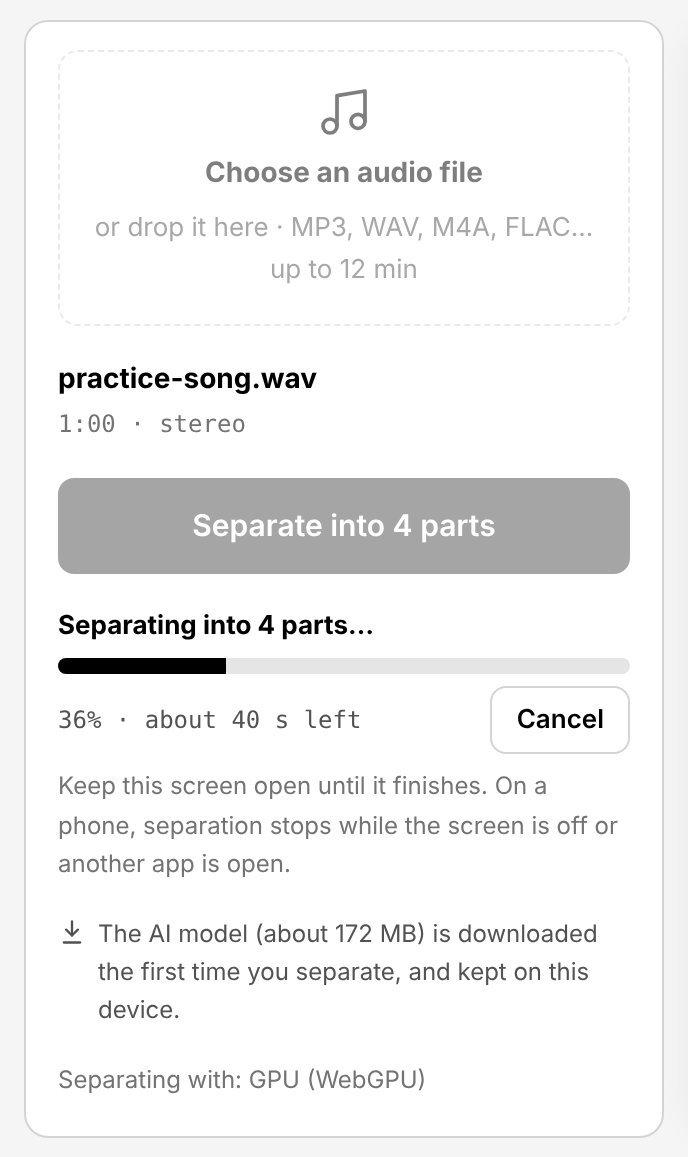 Choose an audio file
or drop it here · MP3, WAV, M4A, FLAC…
up to 12 min
practice-song.wav
1:00 · stereo
Separate into 4 parts
Separating into 4 parts…
36% · about 40 s left
Cancel
Keep this screen open until it finishes. On a
phone, separation stops while the screen is off or
another app is open.
The AI model (about 172 MB) is downloaded
the first time you separate, and kept on this
device.
Separating with: GPU (WebGPU)